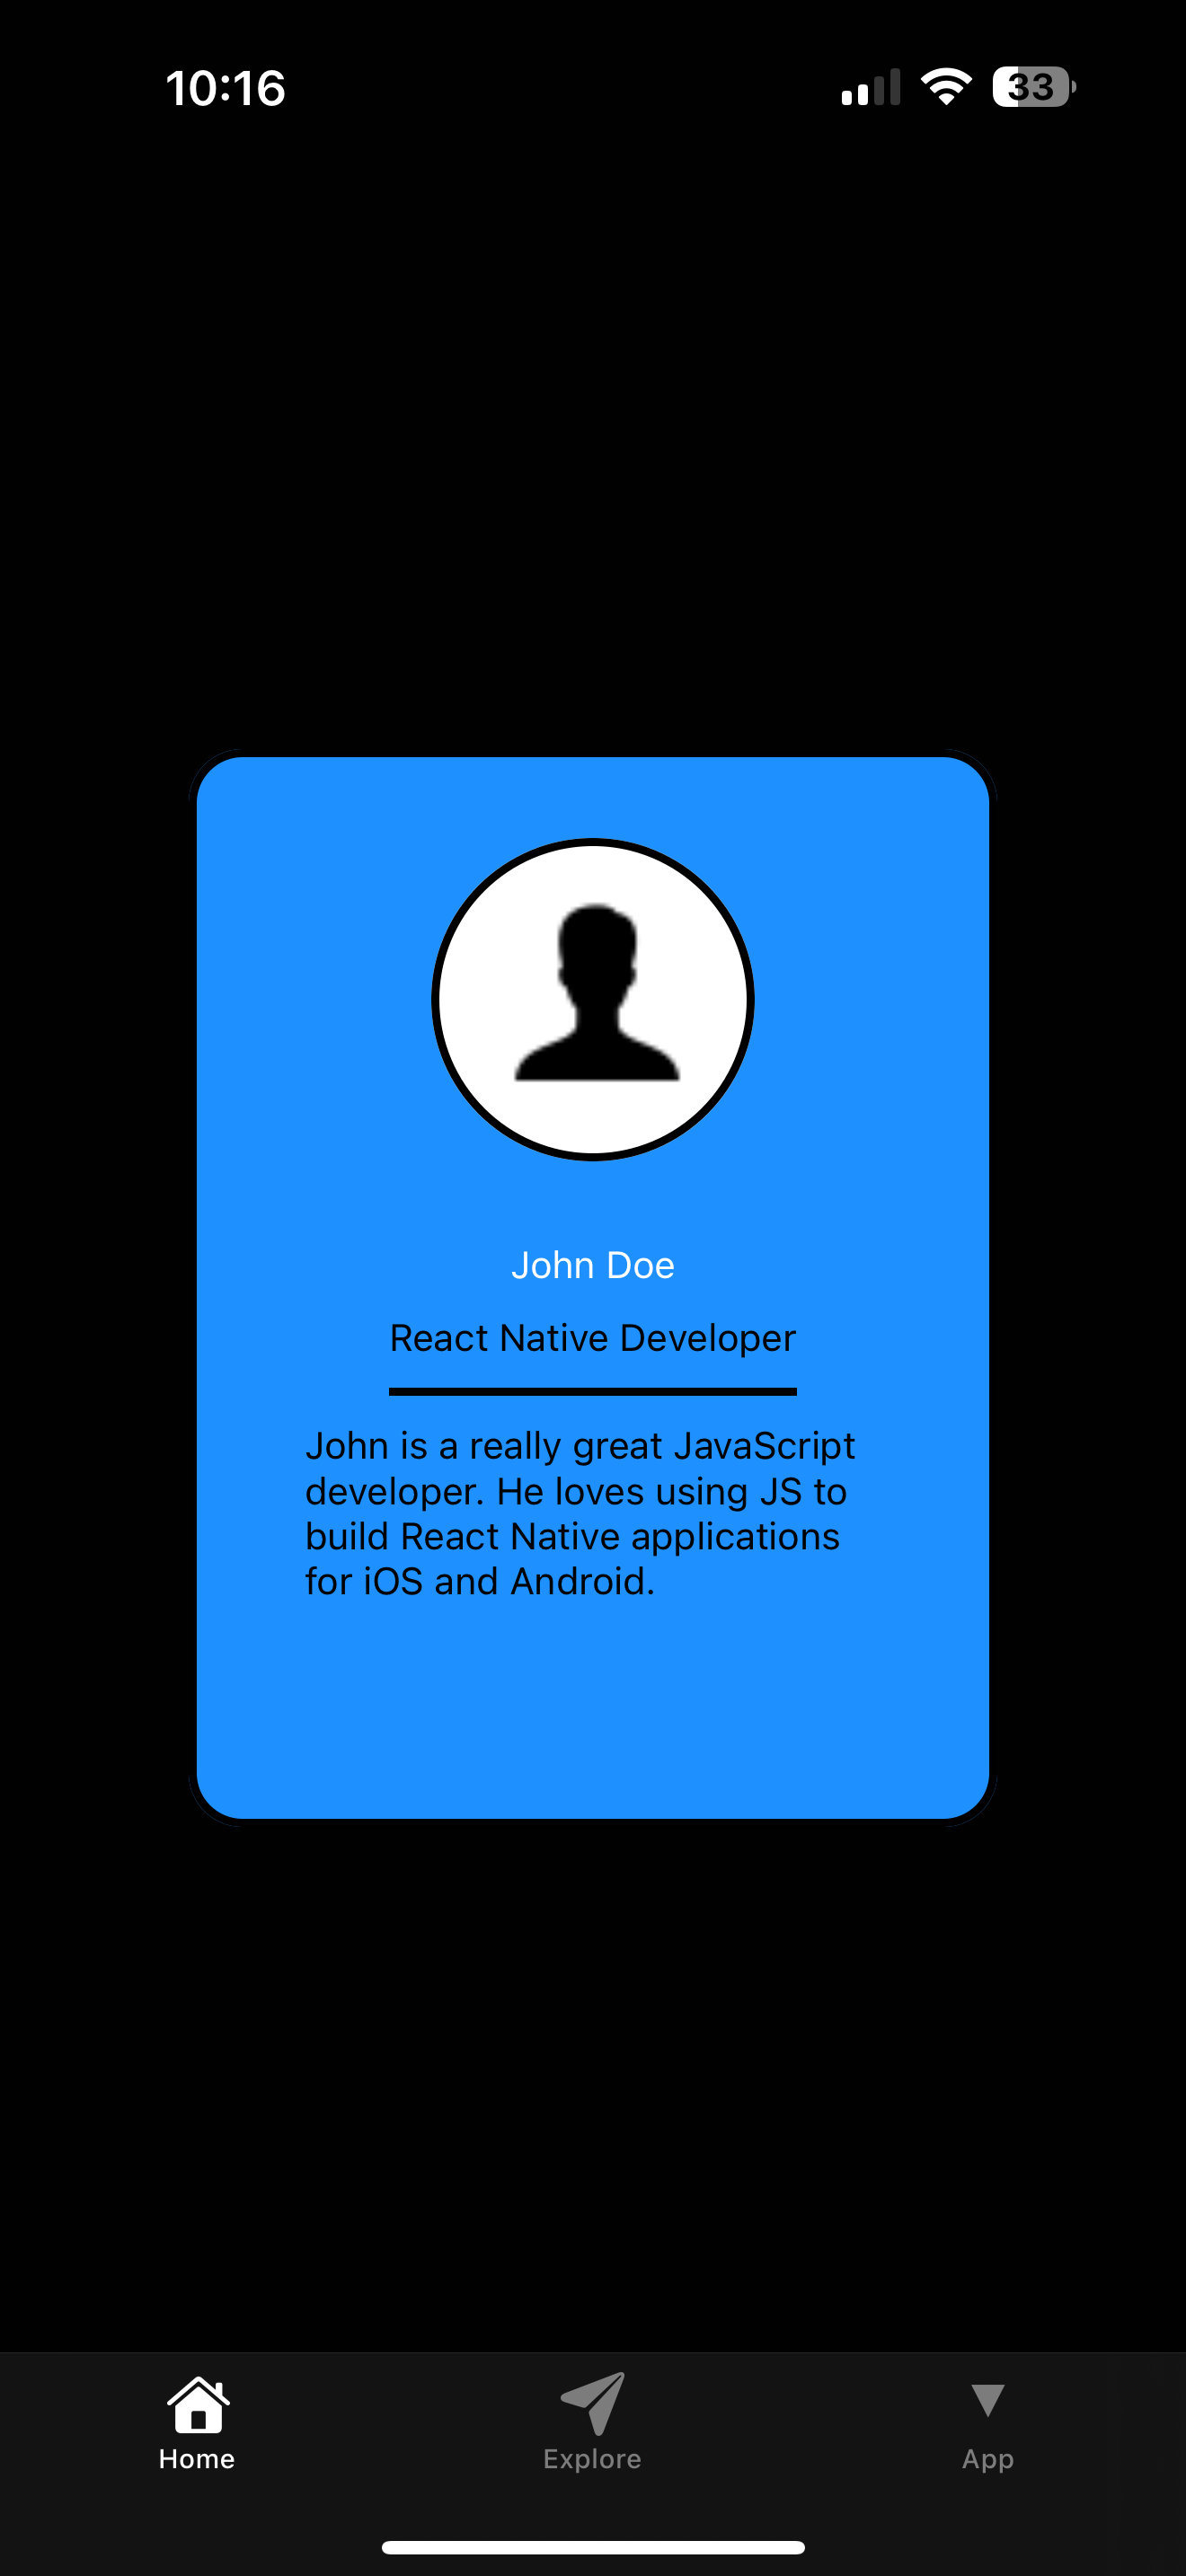 10:16
33
John Doe
React Native Developer
John is a really great JavaScript
developer. He loves using JS to
build React Native applications
for iOS and Android.
Home
Explore
App